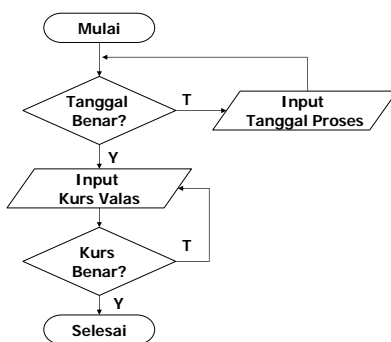 Mulai
Tanggal
Benar?
T
Input
Tanggal Proses
Y
Input
Kurs Valas
Kurs
Benar?
T
Y
Selesai